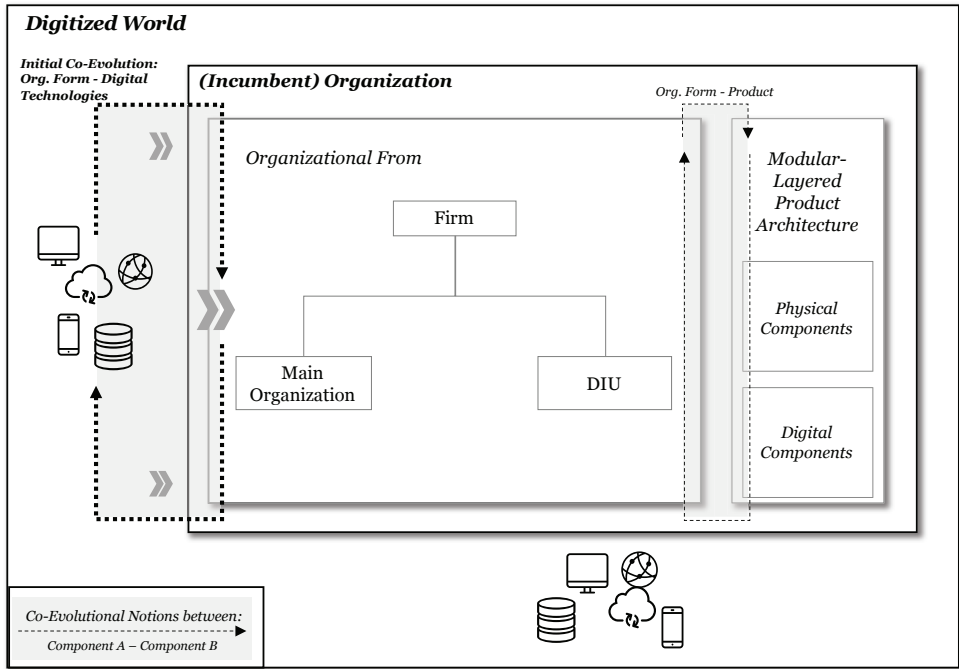 Digitized World
Initial Co-Evolution:
Org. Form - Digital
Technologies
(Incumbent) Organization
Org. Form - Product
Organizational From
Firm
Main
Organization
DIU
Modular-
Layered
Product
Architecture
Physical
Components
Digital
Components
Co-Evolutional Notions between:
Component A – Component B